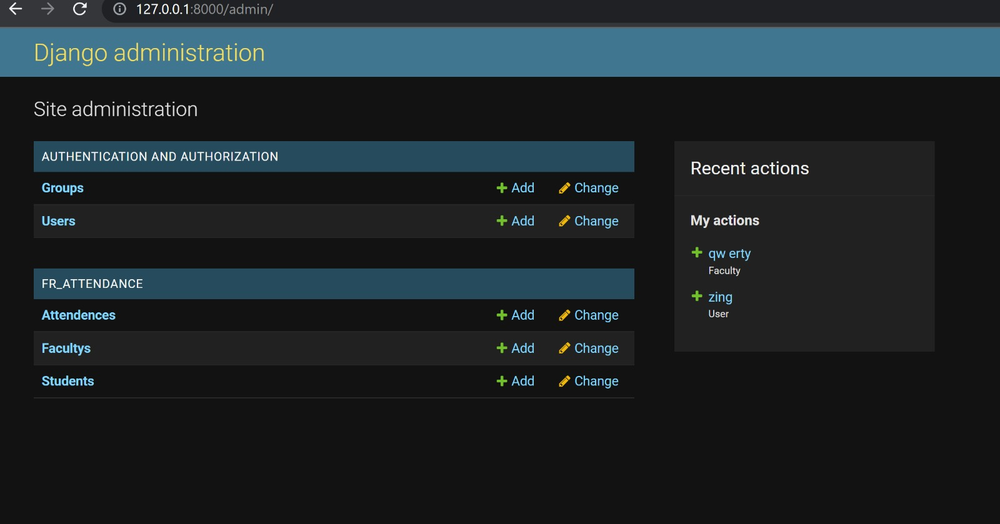 127.0.0.1:8000/admin/
Django administration
Site administration
AUTHENTICATION AND AUTHORIZATION
Groups Add Change
Users Add Change
FR_ATTENDANCE
Attendences Add Change
Facultys Add Change
Students Add Change
Recent actions
My actions
qw erty
Faculty
zing
User